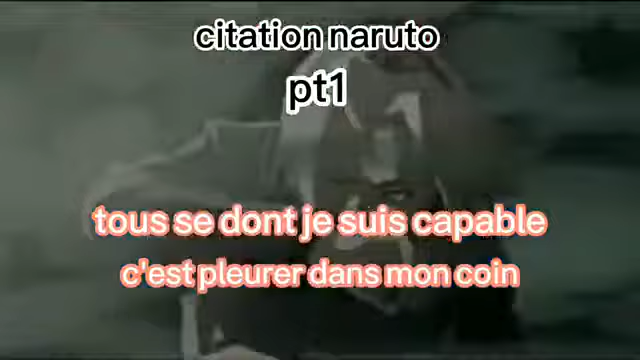 citation naruto
pt1
tous se dont je suis capable
c'est pleurer dans mon coin